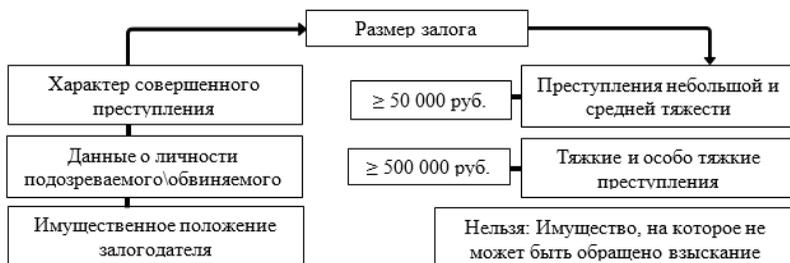 Размер залога
Характер совершенного
преступления
Данные о личности
подозреваемого\обвиняемого
Имущественное положение
залогодателя
≥ 50 000 руб.
Преступления небольшой и
средней тяжести
≥ 500 000 руб.
Тяжкие и особо тяжкие
преступления
Нельзя: Имущество, на которое не
может быть обращено взыскание